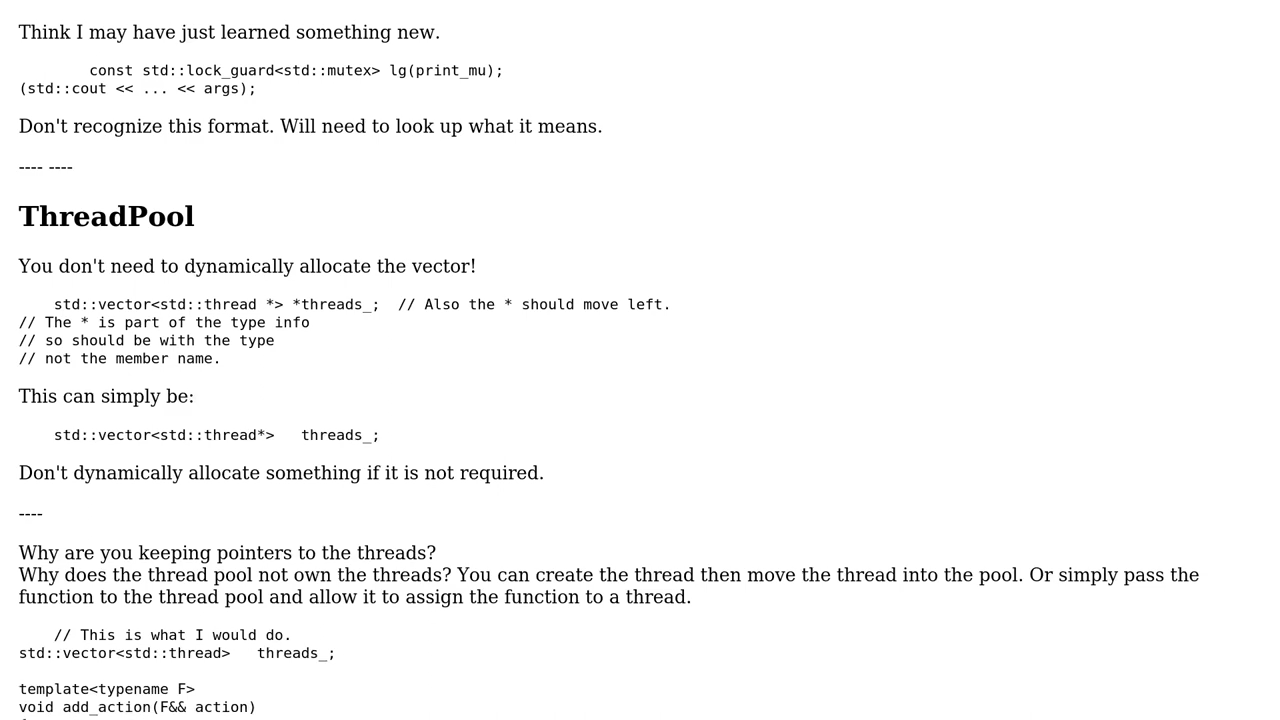 Think I may have just learned something new.
const std::lock_guard<std::mutex> lg(print_mu);
(std::cout << ... << args);
Don't recognize this format. Will need to look up what it means.
---- ----
ThreadPool
You don't need to dynamically allocate the vector!
std::vector<std::thread *> *threads_;  // Also the * should move left.
// The * is part of the type info
// so should be with the type
// not the member name.
This can simply be:
std::vector<std::thread*>   threads_;
Don't dynamically allocate something if it is not required.
----
Why are you keeping pointers to the threads?
Why does the thread pool not own the threads? You can create the thread then move the thread into the pool. Or simply pass the
function to the thread pool and allow it to assign the function to a thread.
// This is what I would do.
std::vector<std::thread>   threads_;
template<typename F>
void add_action(F&& action)